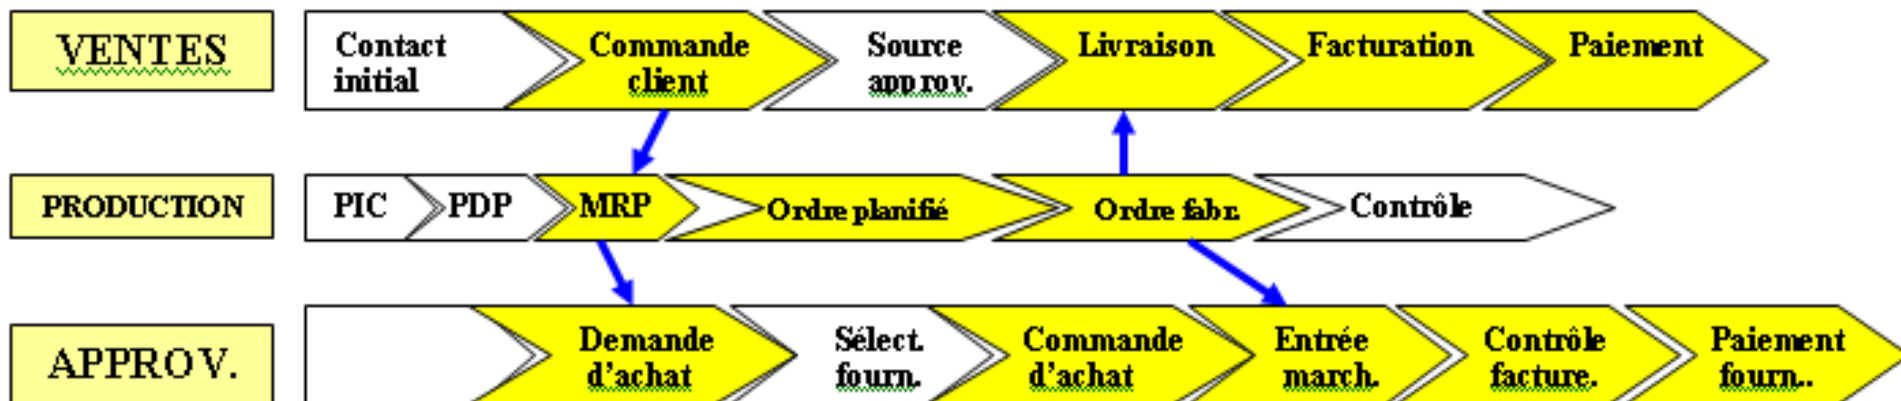 VENTES
Contact
initial
Commande
client
Source
approv.
Livraison
Facturation
Paiement
PRODUCTION
PIC
PDP
MRP
Ordre planifié
Ordre fabr.
Contrôle
APPROV.
Demande
d'achat
Sélect.
fourn.
Commande
d'achat
Entrée
march.
Contrôle
facture.
Paiement
fourn..